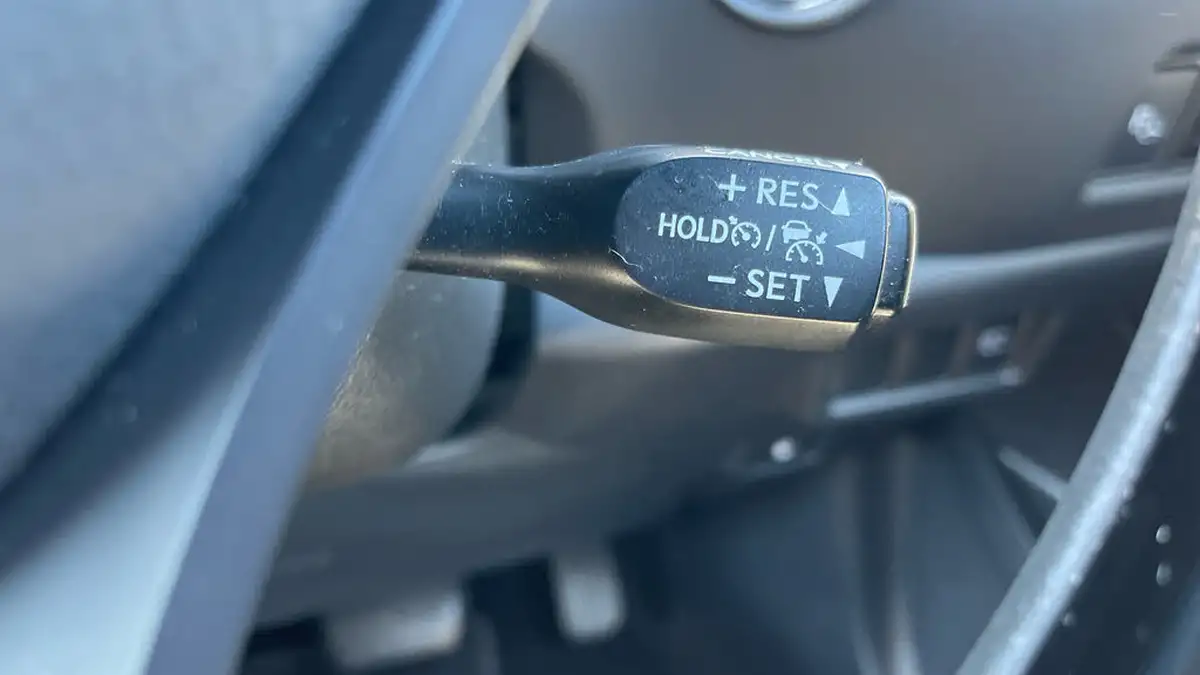 + RES ▲
HOLD / ◀
− SET ▼